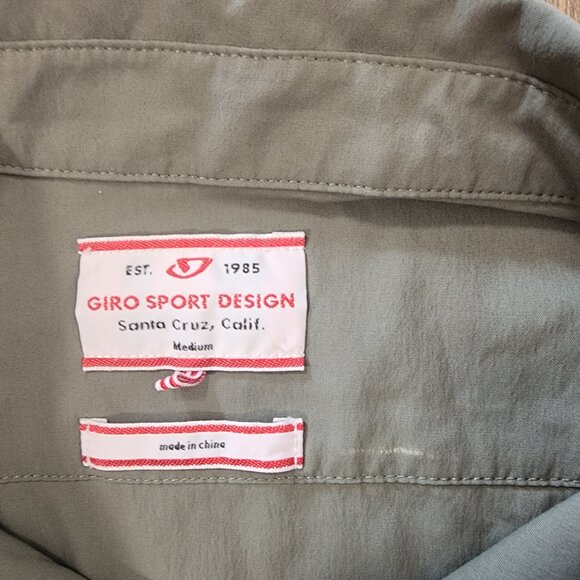 EST. 1985
GIRO SPORT DESIGN
Santa Cruz, Calif.
Medium
made in china